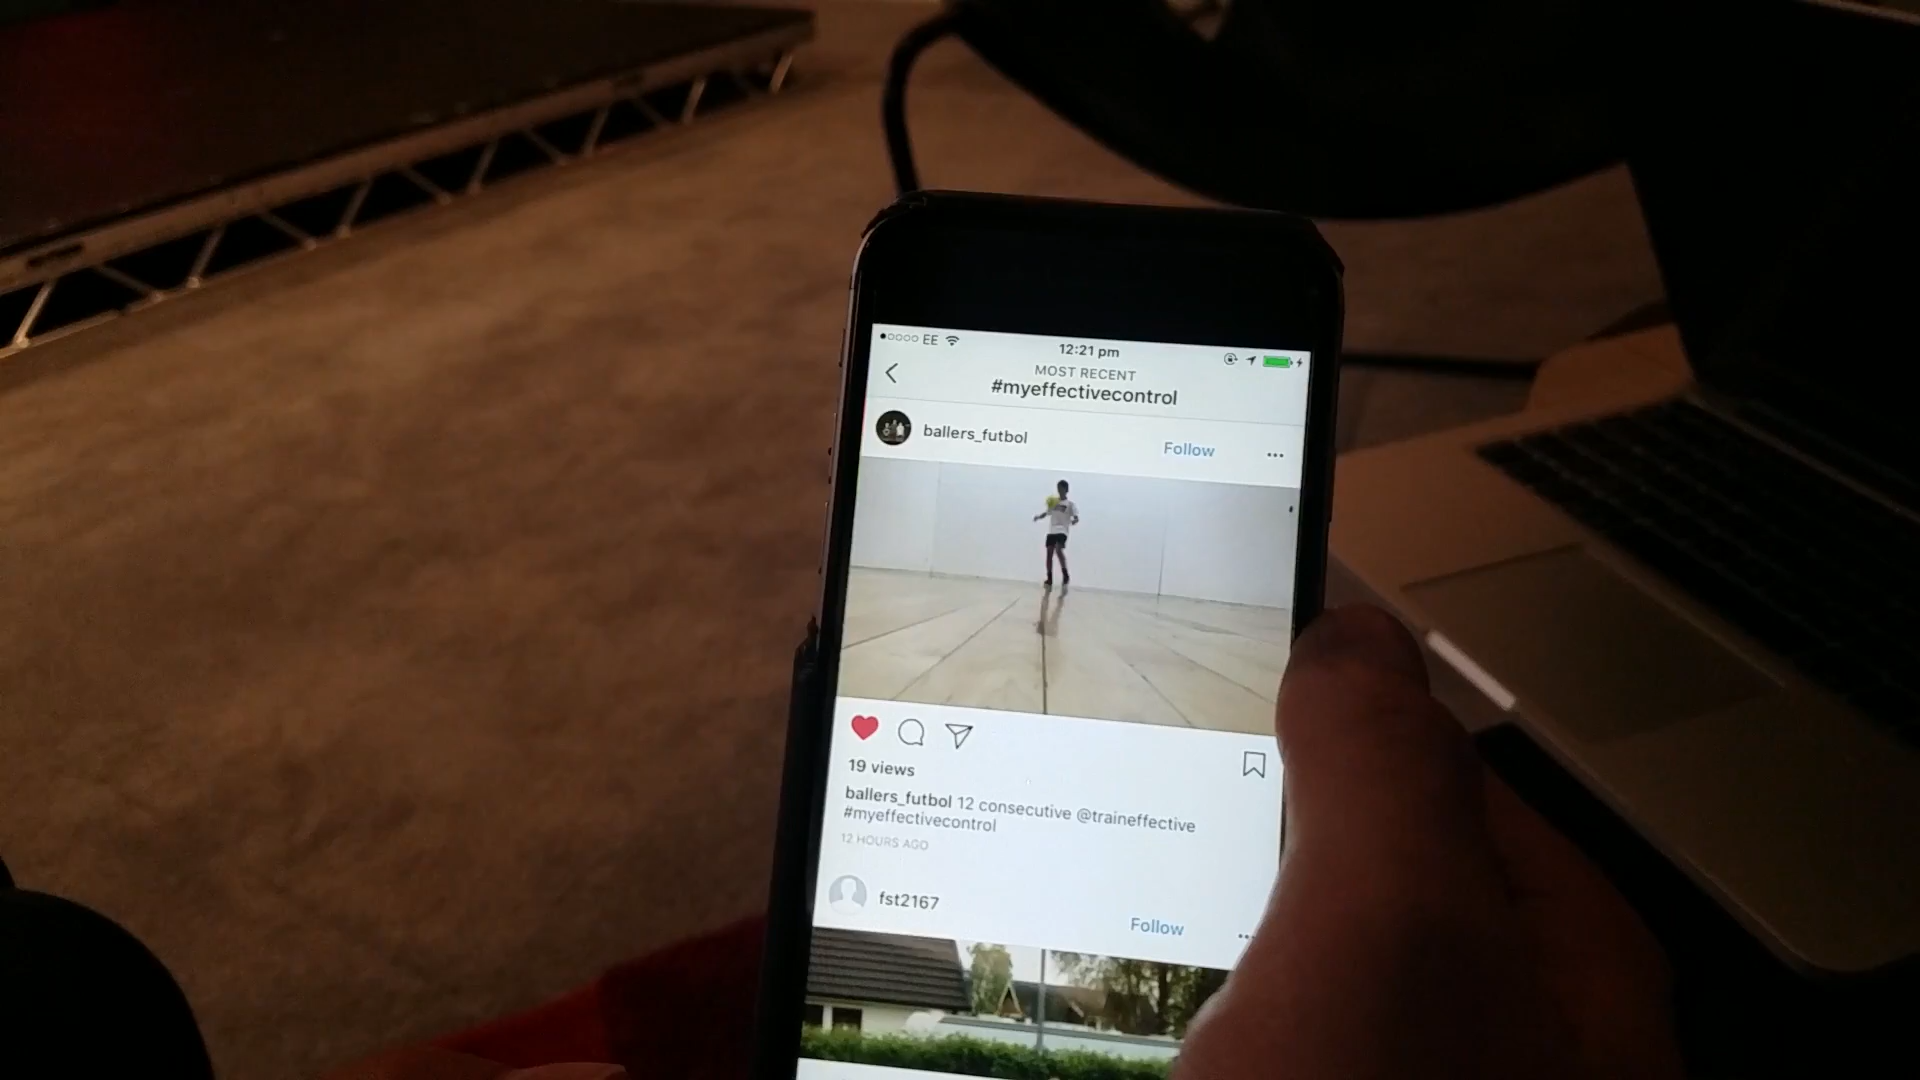 EE
12:21 pm
MOST RECENT
#myeffectivecontrol
ballers_futbol
Follow
19 views
ballers_futbol 12 consecutive @traineffective
#myeffectivecontrol
12 HOURS AGO
fst2167
Follow